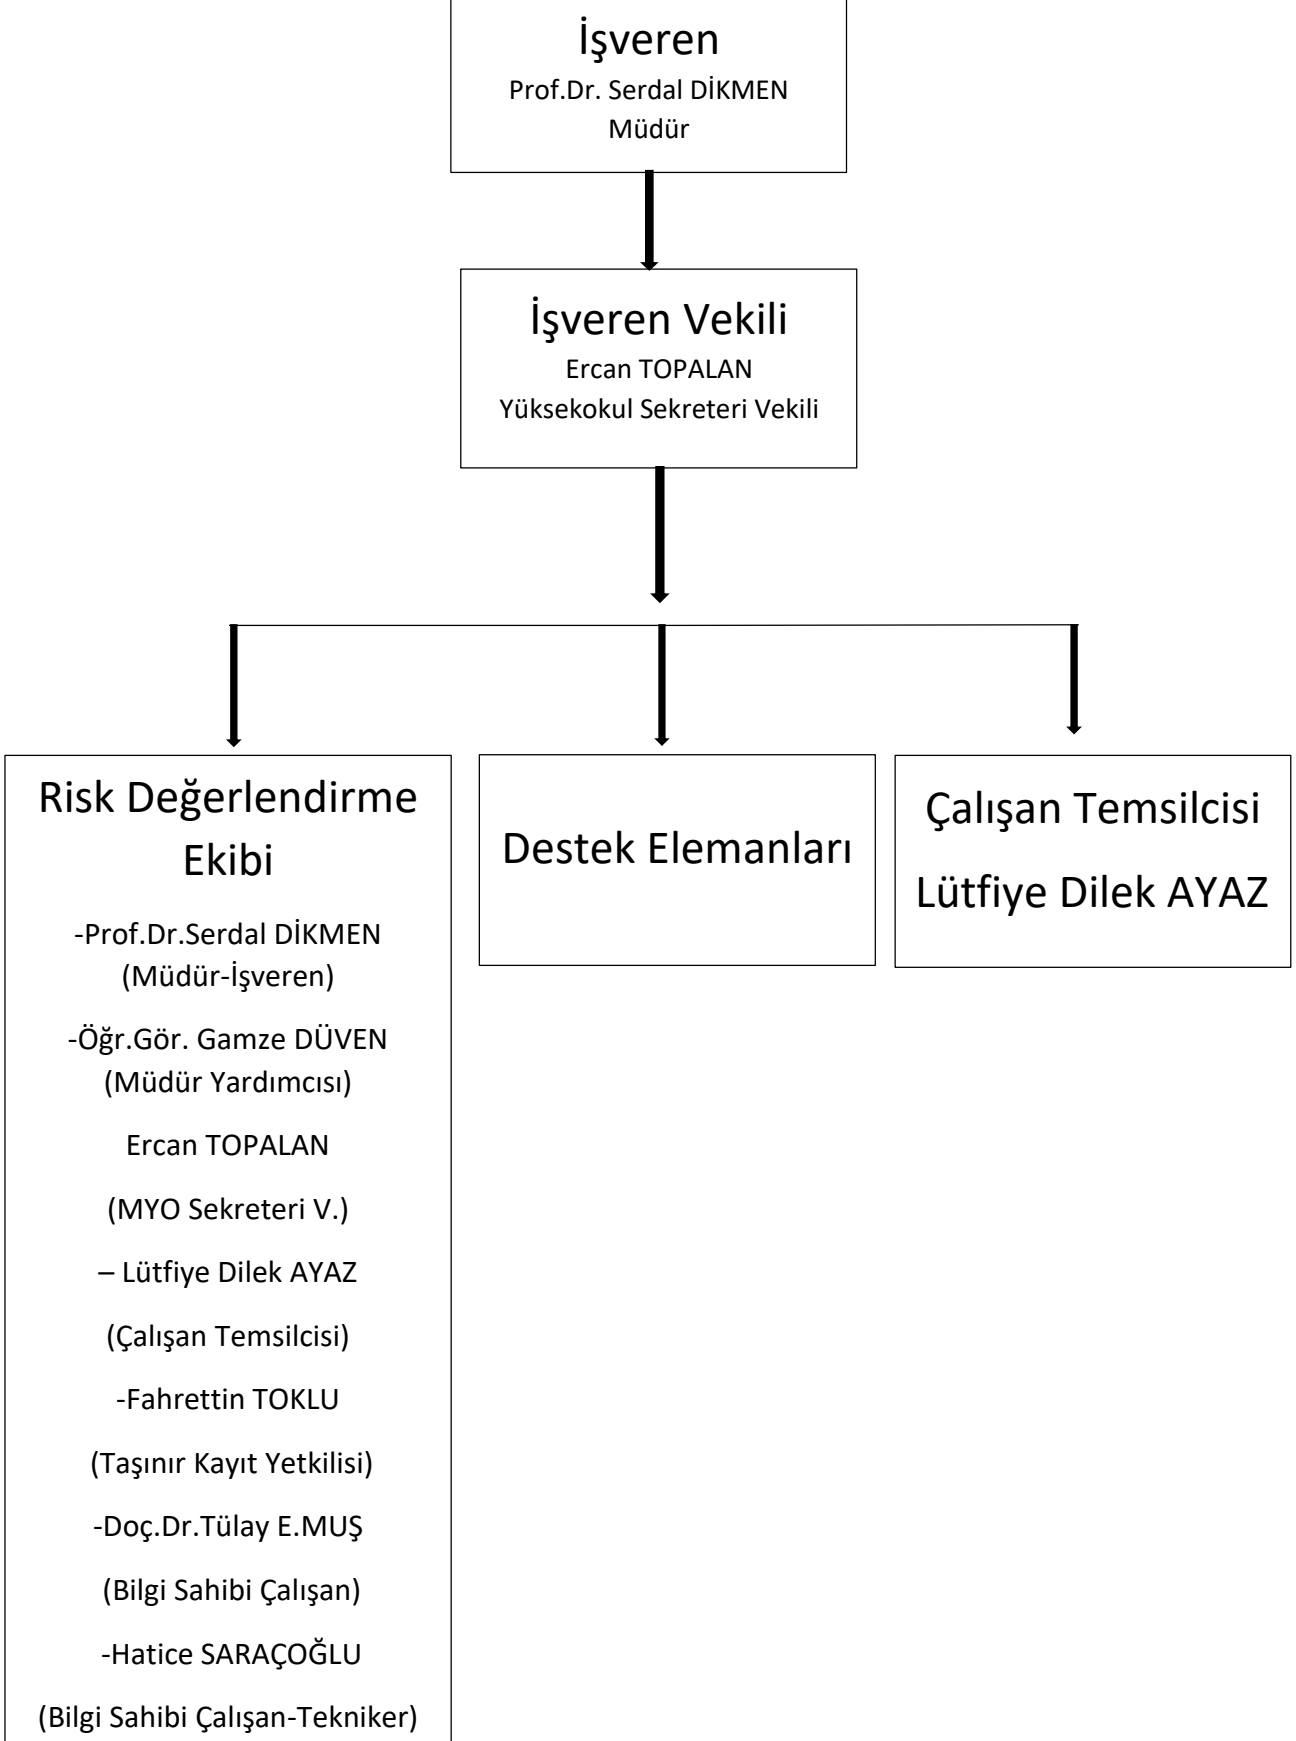 İşveren
Prof.Dr. Serdal DİKMEN
Müdür
İşveren Vekili
Ercan TOPALAN
Yüksekokul Sekreteri Vekili
Risk Değerlendirme
Ekibi
-Prof.Dr.Serdal DİKMEN
(Müdür-İşveren)
-Öğr.Gör. Gamze DÜVEN
(Müdür Yardımcısı)
Ercan TOPALAN
(MYO Sekreteri V.)
– Lütfiye Dilek AYAZ
(Çalışan Temsilcisi)
-Fahrettin TOKLU
(Taşınır Kayıt Yetkilisi)
-Doç.Dr.Tülay E.MUŞ
(Bilgi Sahibi Çalışan)
-Hatice SARAÇOĞLU
(Bilgi Sahibi Çalışan-Tekniker)
Destek Elemanları
Çalışan Temsilcisi
Lütfiye Dilek AYAZ